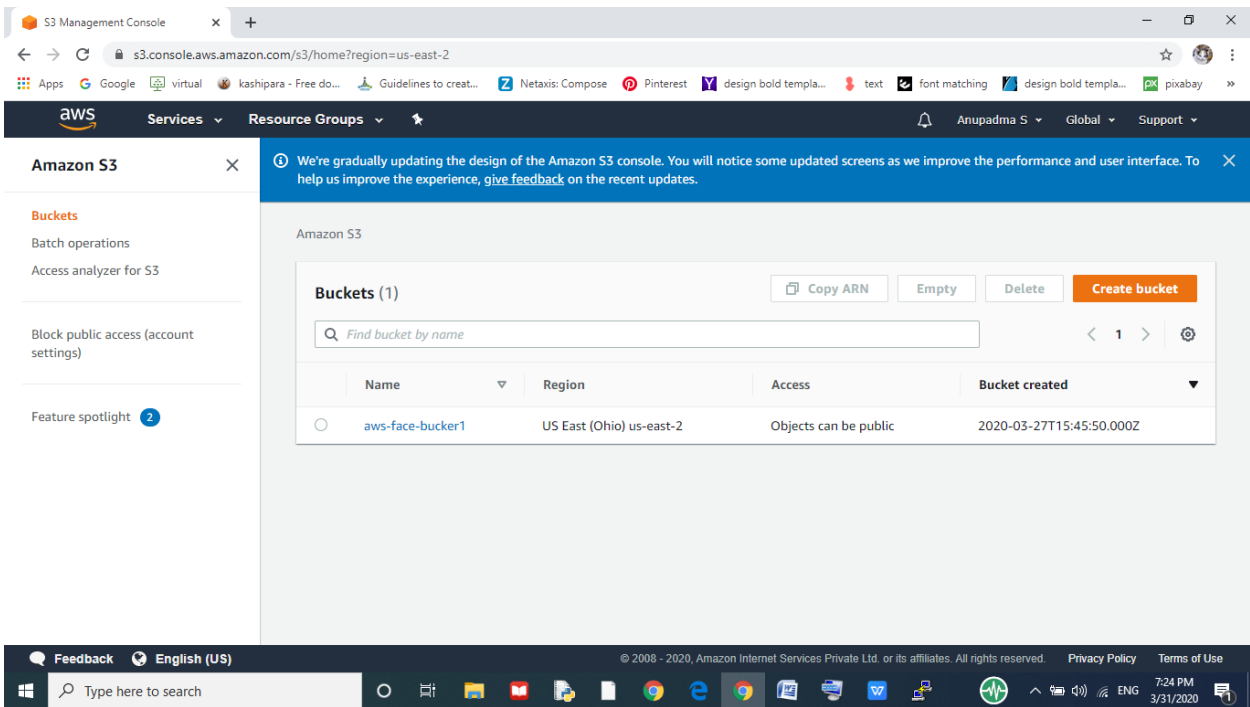 S3 Management Console
s3.console.aws.amazon.com/s3/home?region=us-east-2
Apps Google virtual kashipara - Free do... Guidelines to creat... Netaxis: Compose Pinterest design bold templa... text font matching design bold templa... pixabay
aws Services Resource Groups Anupadma S Global Support
Amazon S3
We're gradually updating the design of the Amazon S3 console. You will notice some updated screens as we improve the performance and user interface. To
help us improve the experience, give feedback on the recent updates.
Buckets
Batch operations
Access analyzer for S3
Block public access (account
settings)
Feature spotlight 2
Amazon S3
Buckets (1) Copy ARN Empty Delete Create bucket
Find bucket by name 1
Name Region Access Bucket created
aws-face-bucker1 US East (Ohio) us-east-2 Objects can be public 2020-03-27T15:45:50.000Z
Feedback English (US) © 2008 - 2020, Amazon Internet Services Private Ltd. or its affiliates. All rights reserved. Privacy Policy Terms of Use
Type here to search ENG 7:24 PM
3/31/2020